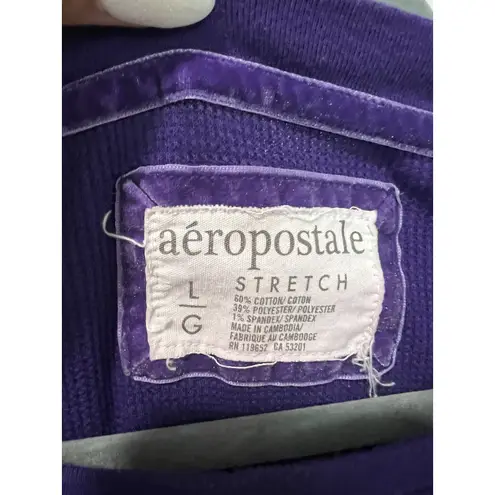 aéropostale
STRETCH
L
G
60% COTTON/ COTON
39% POLYESTER/ POLYESTER
1% SPANDEX/ SPANDEX
MADE IN CAMBODIA/
FABRIQUE AU CAMBODGE
RN 119657 CA 53201